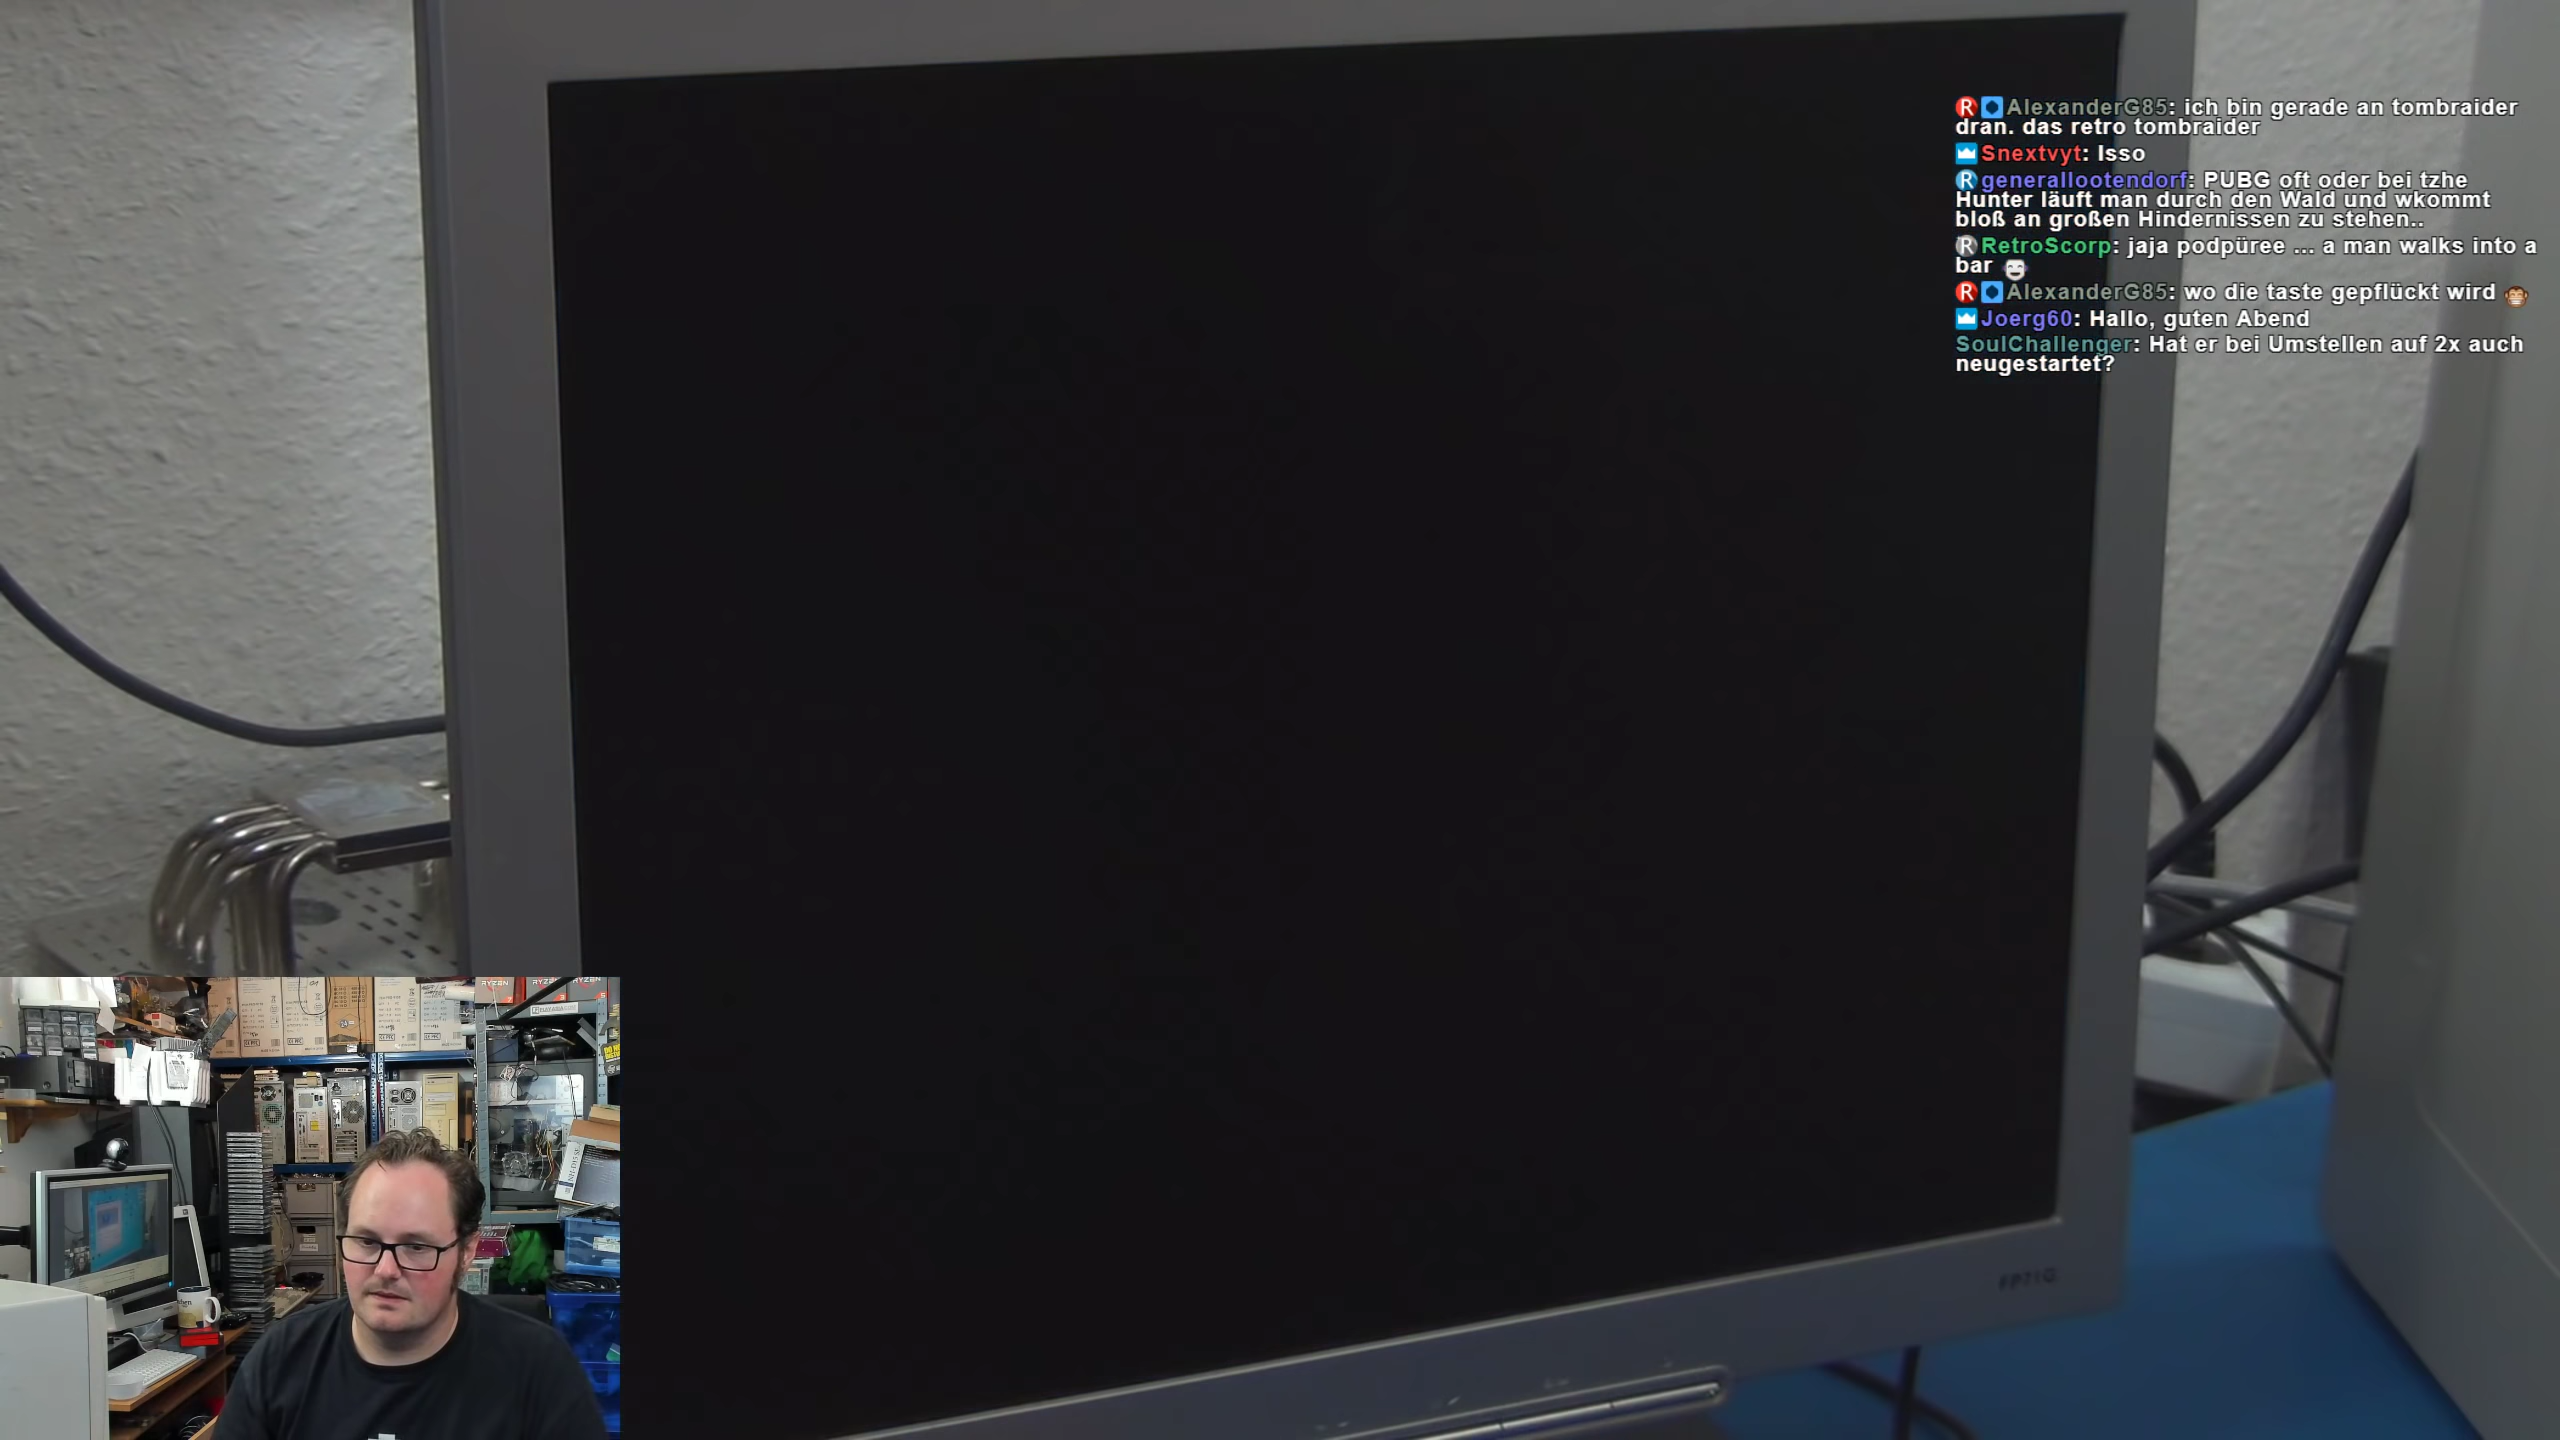 AlexanderG85: ich bin gerade an tombraider
dran. das retro tombraider
Snextvyt: Isso
generallootendorf: PUBG oft oder bei tzhe
Hunter läuft man durch den Wald und wkommt
bloß an großen Hindernissen zu stehen..
RetroScorp: jaja podpüree ... a man walks into a
bar
AlexanderG85: wo die taste gepflückt wird
Joerg60: Hallo, guten Abend
SoulChallenger: Hat er bei Umstellen auf 2x auch
neugestartet?
RYZEN
RYZEN
FP71G